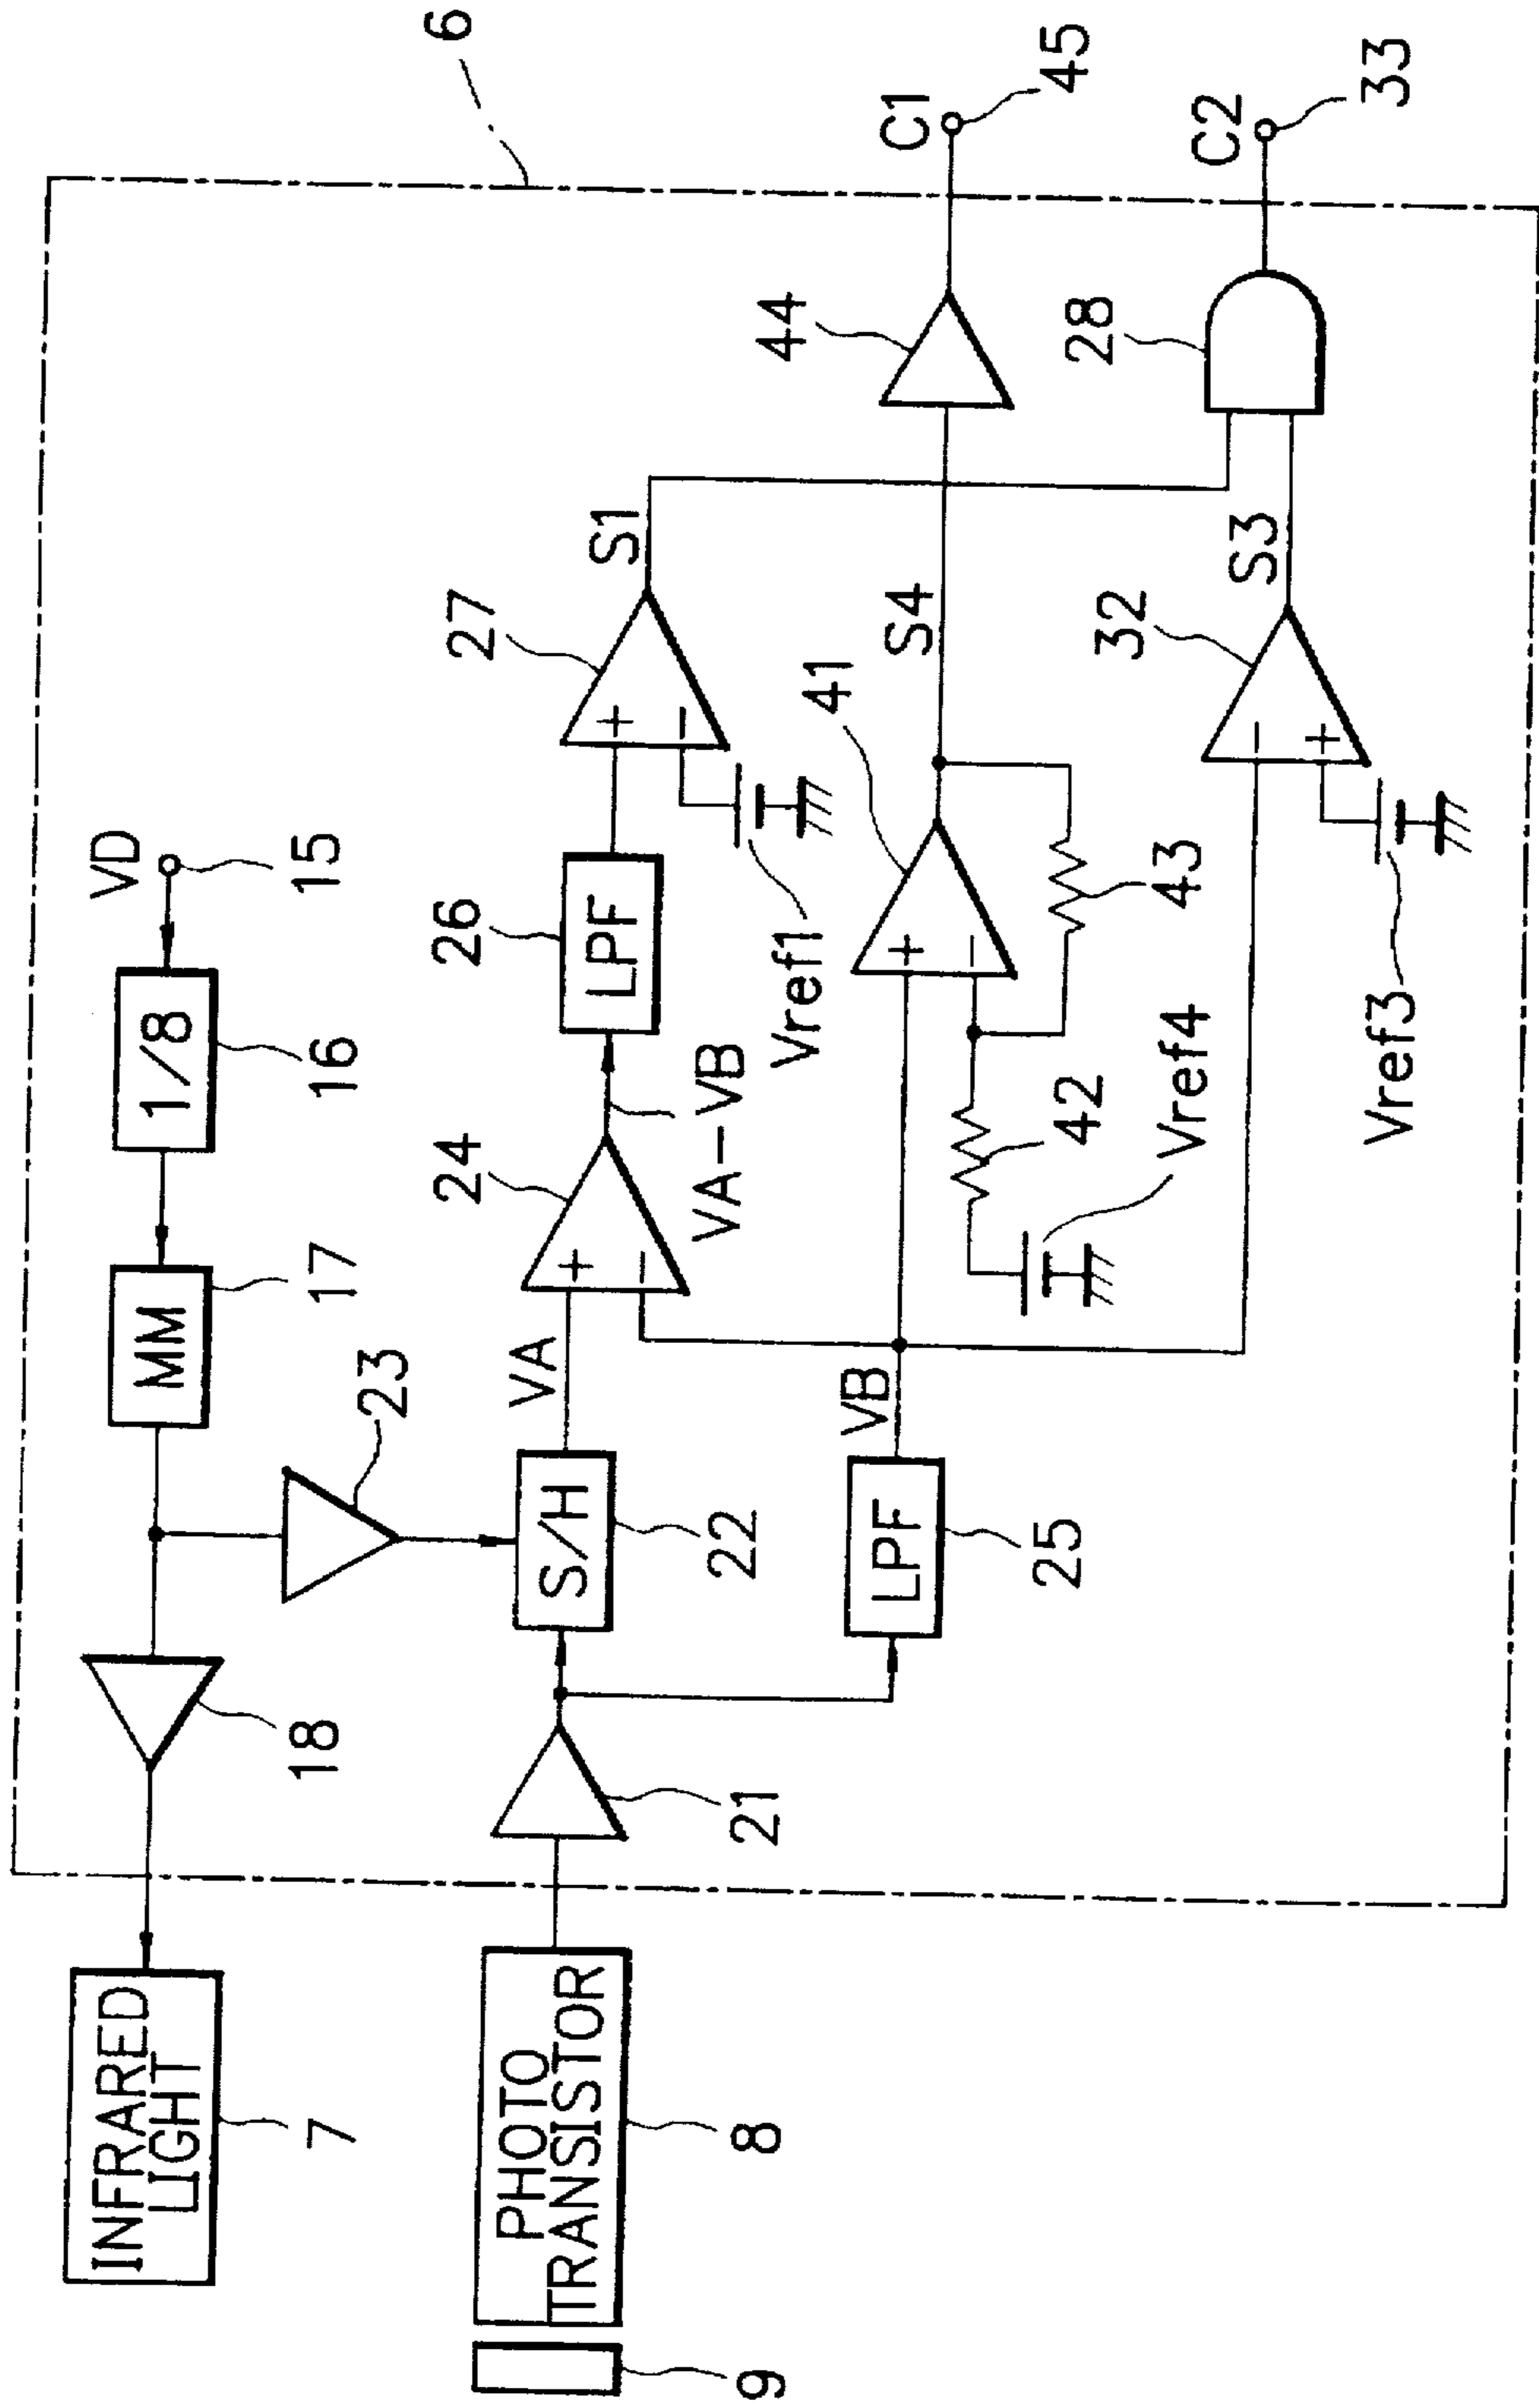 6
VD
15
1/8
16
MM
17
18
INFRARED
LIGHT
7
23
S/H
22
VA
24
VA-VB
LPF
26
27
S1
Vref1
PHOTO
TRANSISTOR
8
9
21
LPF
25
VB
41
S4
44
C1
45
42
43
Vref4
32
S3
Vref3
28
C2
33